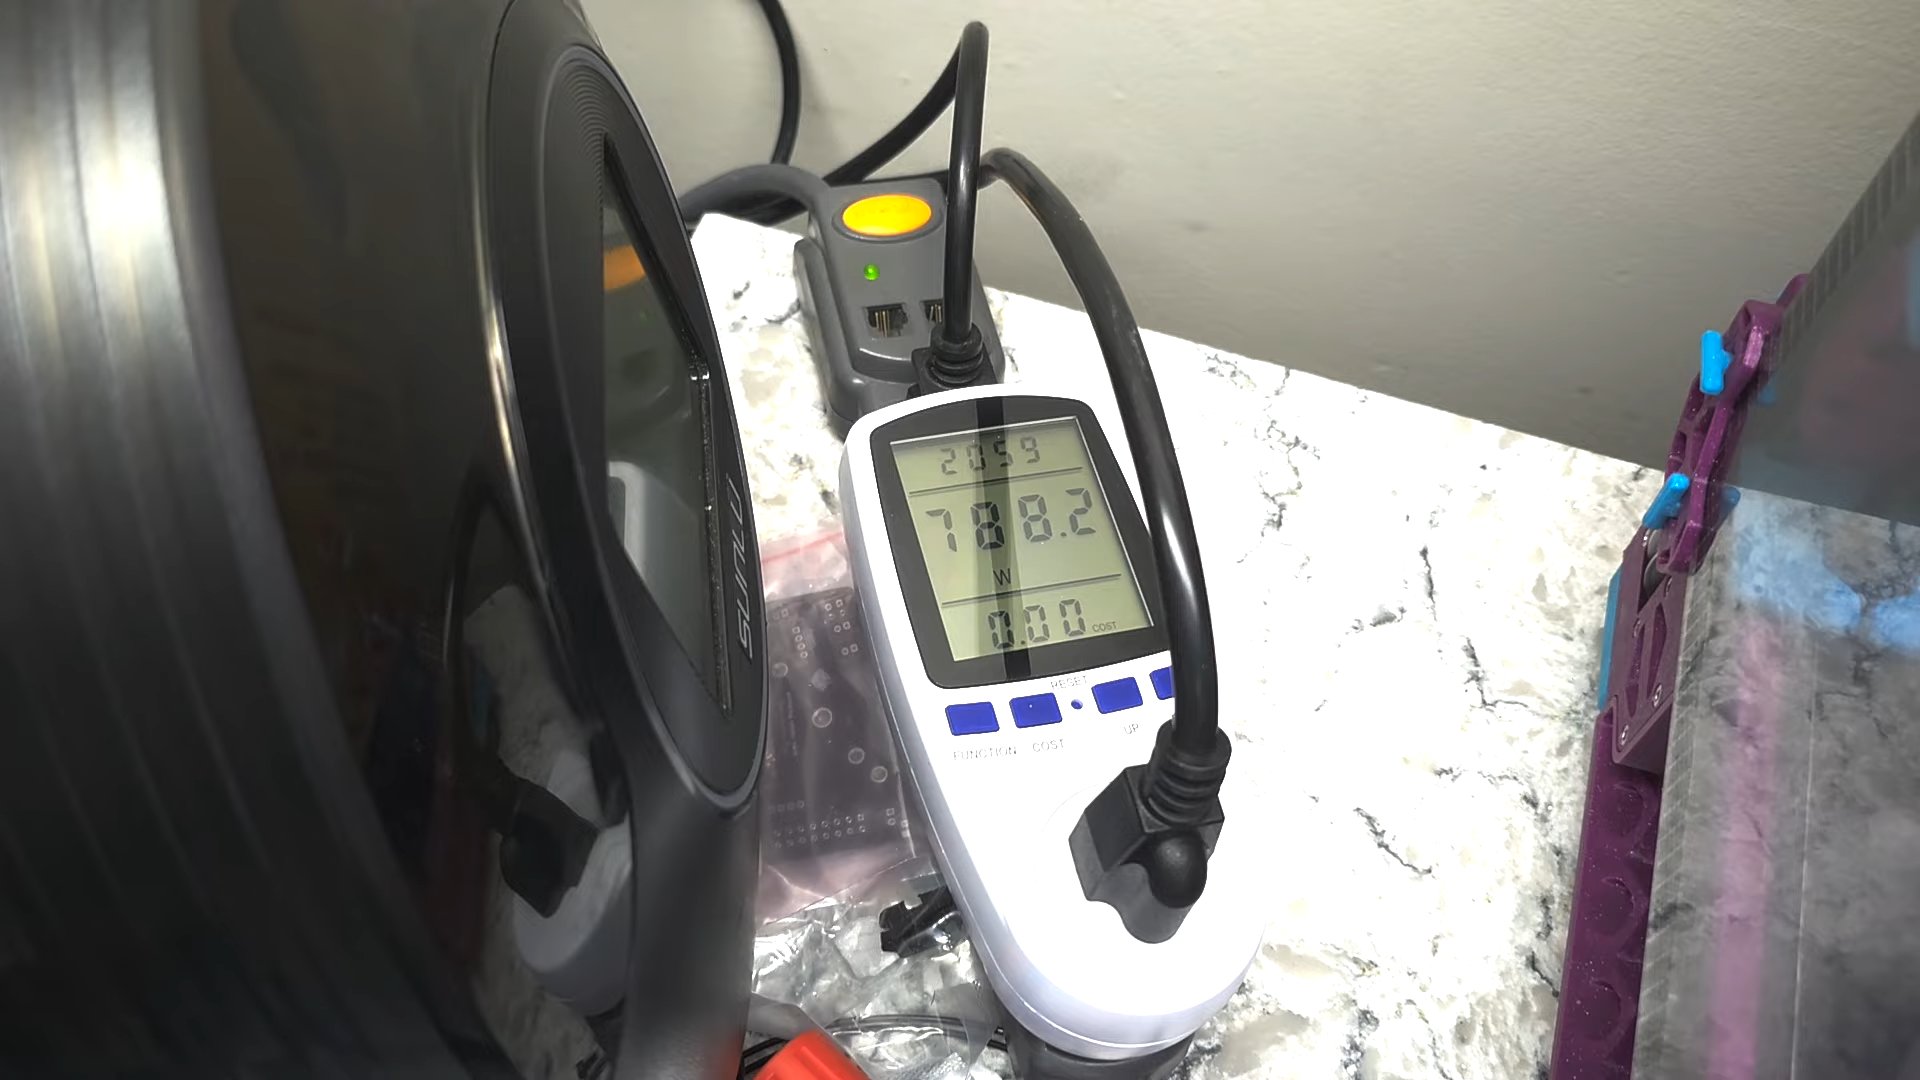 2059
788.2
W
0.00 COST
RESET
FUNCTION COST UP
SUNLU